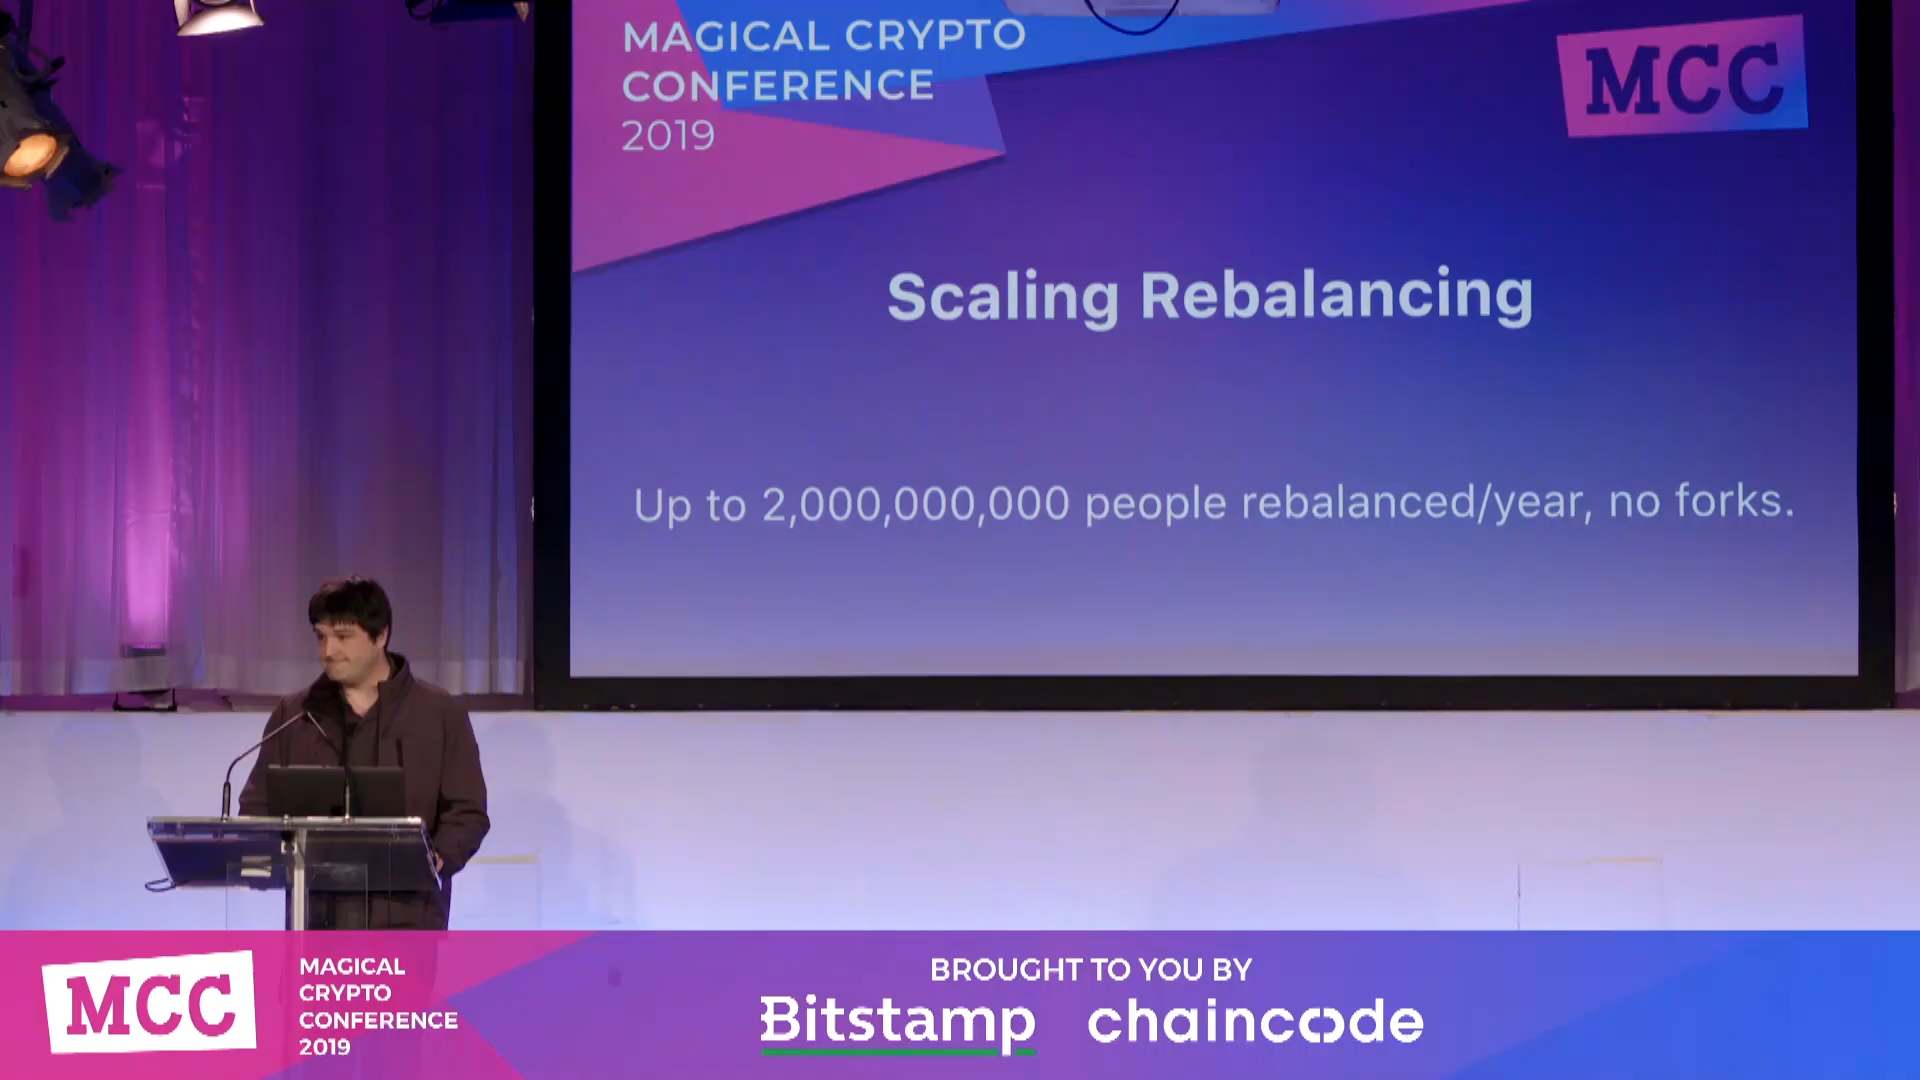 MAGICAL CRYPTO
CONFERENCE
2019
MCC
Scaling Rebalancing
Up to 2,000,000,000 people rebalanced/year, no forks.
MCC
MAGICAL
CRYPTO
CONFERENCE
2019
BROUGHT TO YOU BY
Bitstamp chaincode